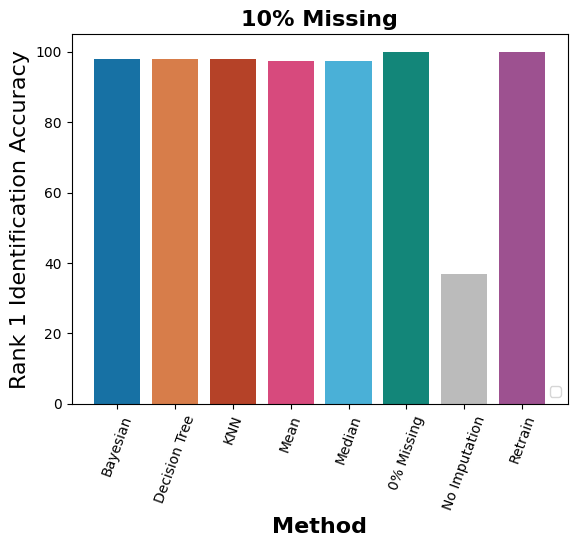 10% Missing
Rank 1 Identification Accuracy
100
80
60
40
20
0
Bayesian
Decision Tree
KNN
Mean
Median
0% Missing
No Imputation
Retrain
Method